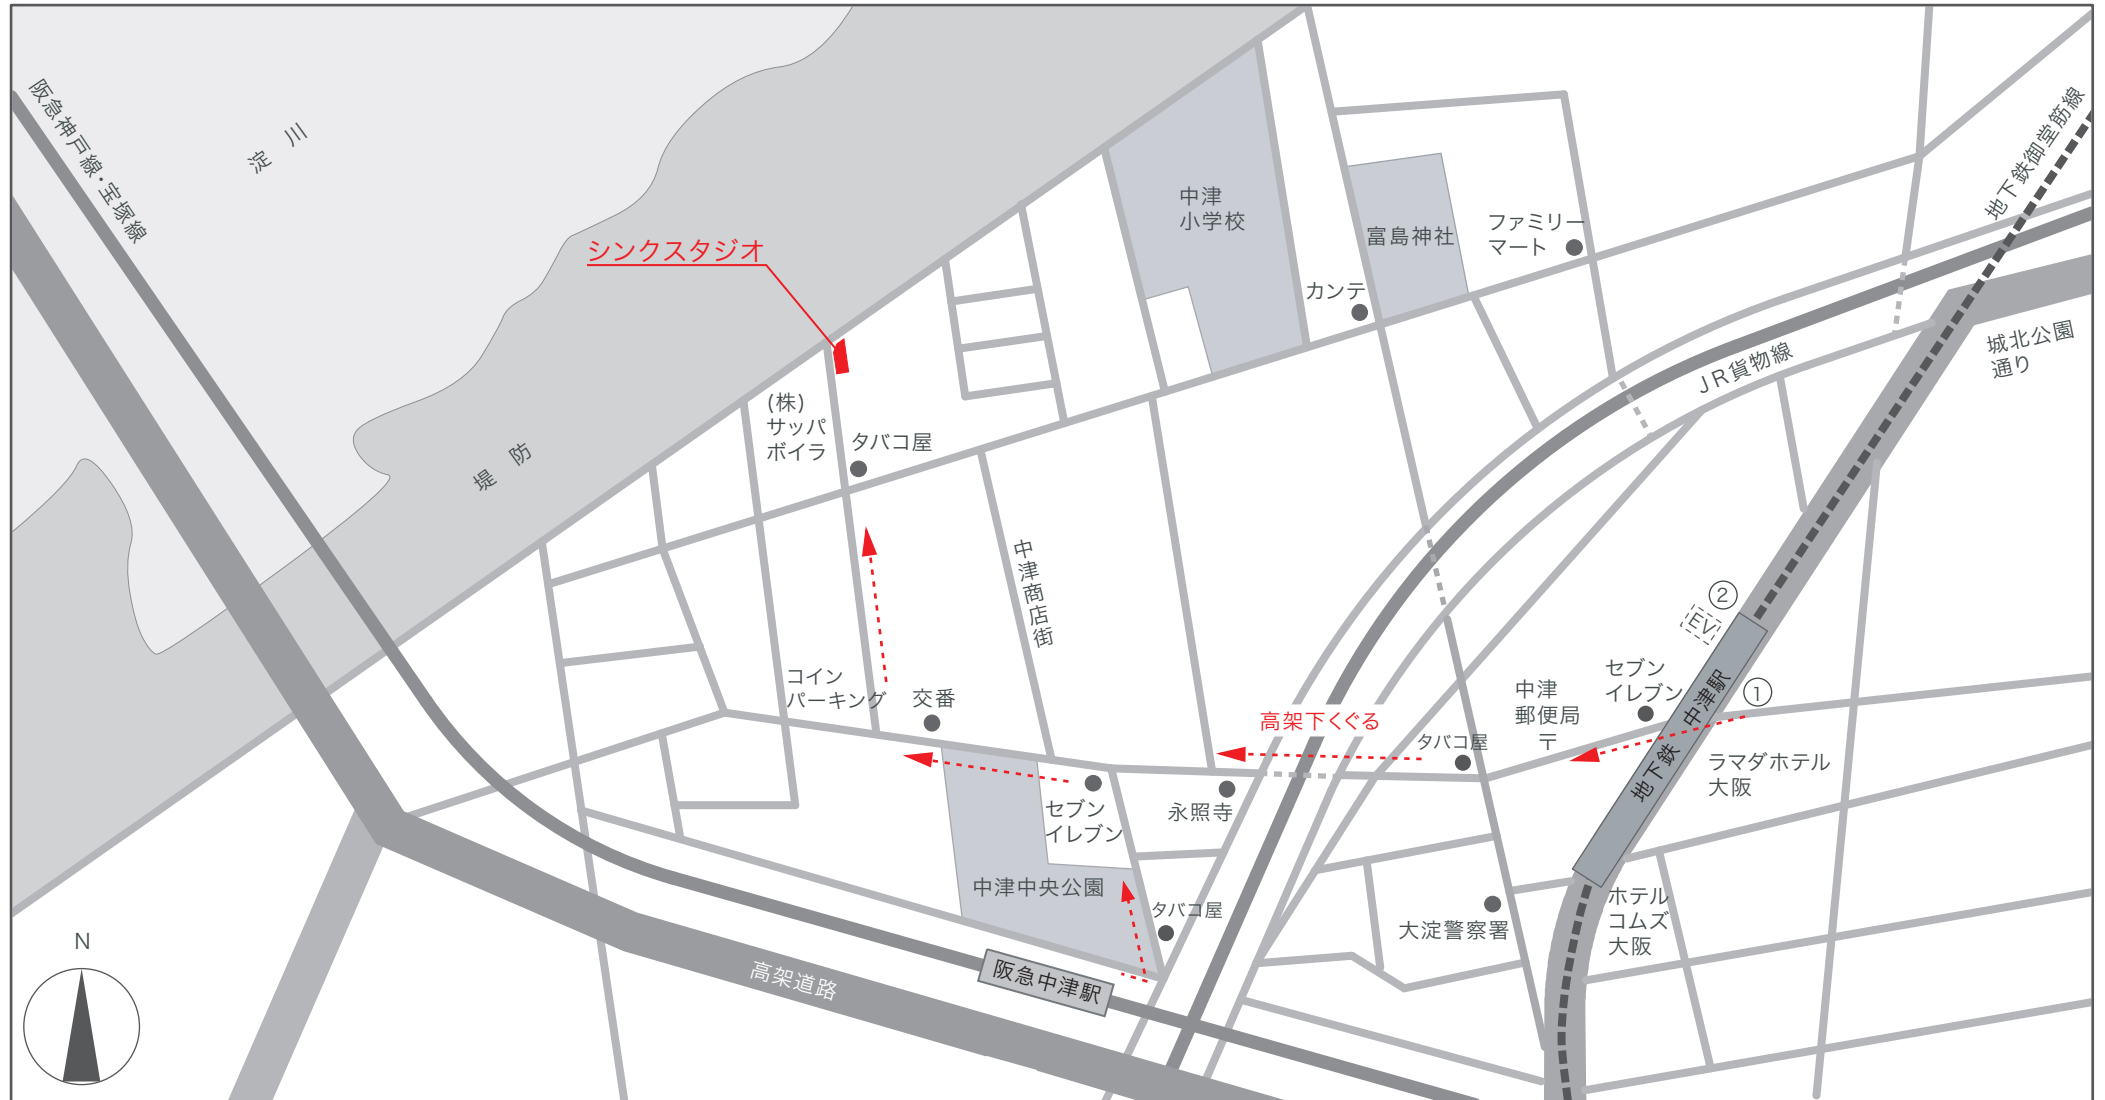 阪急神戸線・宝塚線
淀川
堤防
シンクスタジオ
(株)
サッパ
ボイラ
タバコ屋
中津
小学校
富島神社
ファミリー
マート
カンテ
地下鉄御堂筋線
城北公園
通り
JR貨物線
中津商店街
コイン
パーキング
交番
高架下くぐる
タバコ屋
中津
郵便局
〒
セブン
イレブン
EV
②
①
地下鉄 中津駅
ラマダホテル
大阪
セブン
イレブン
永照寺
中津中央公園
タバコ屋
大淀警察署
ホテル
コムズ
大阪
阪急中津駅
高架道路
N